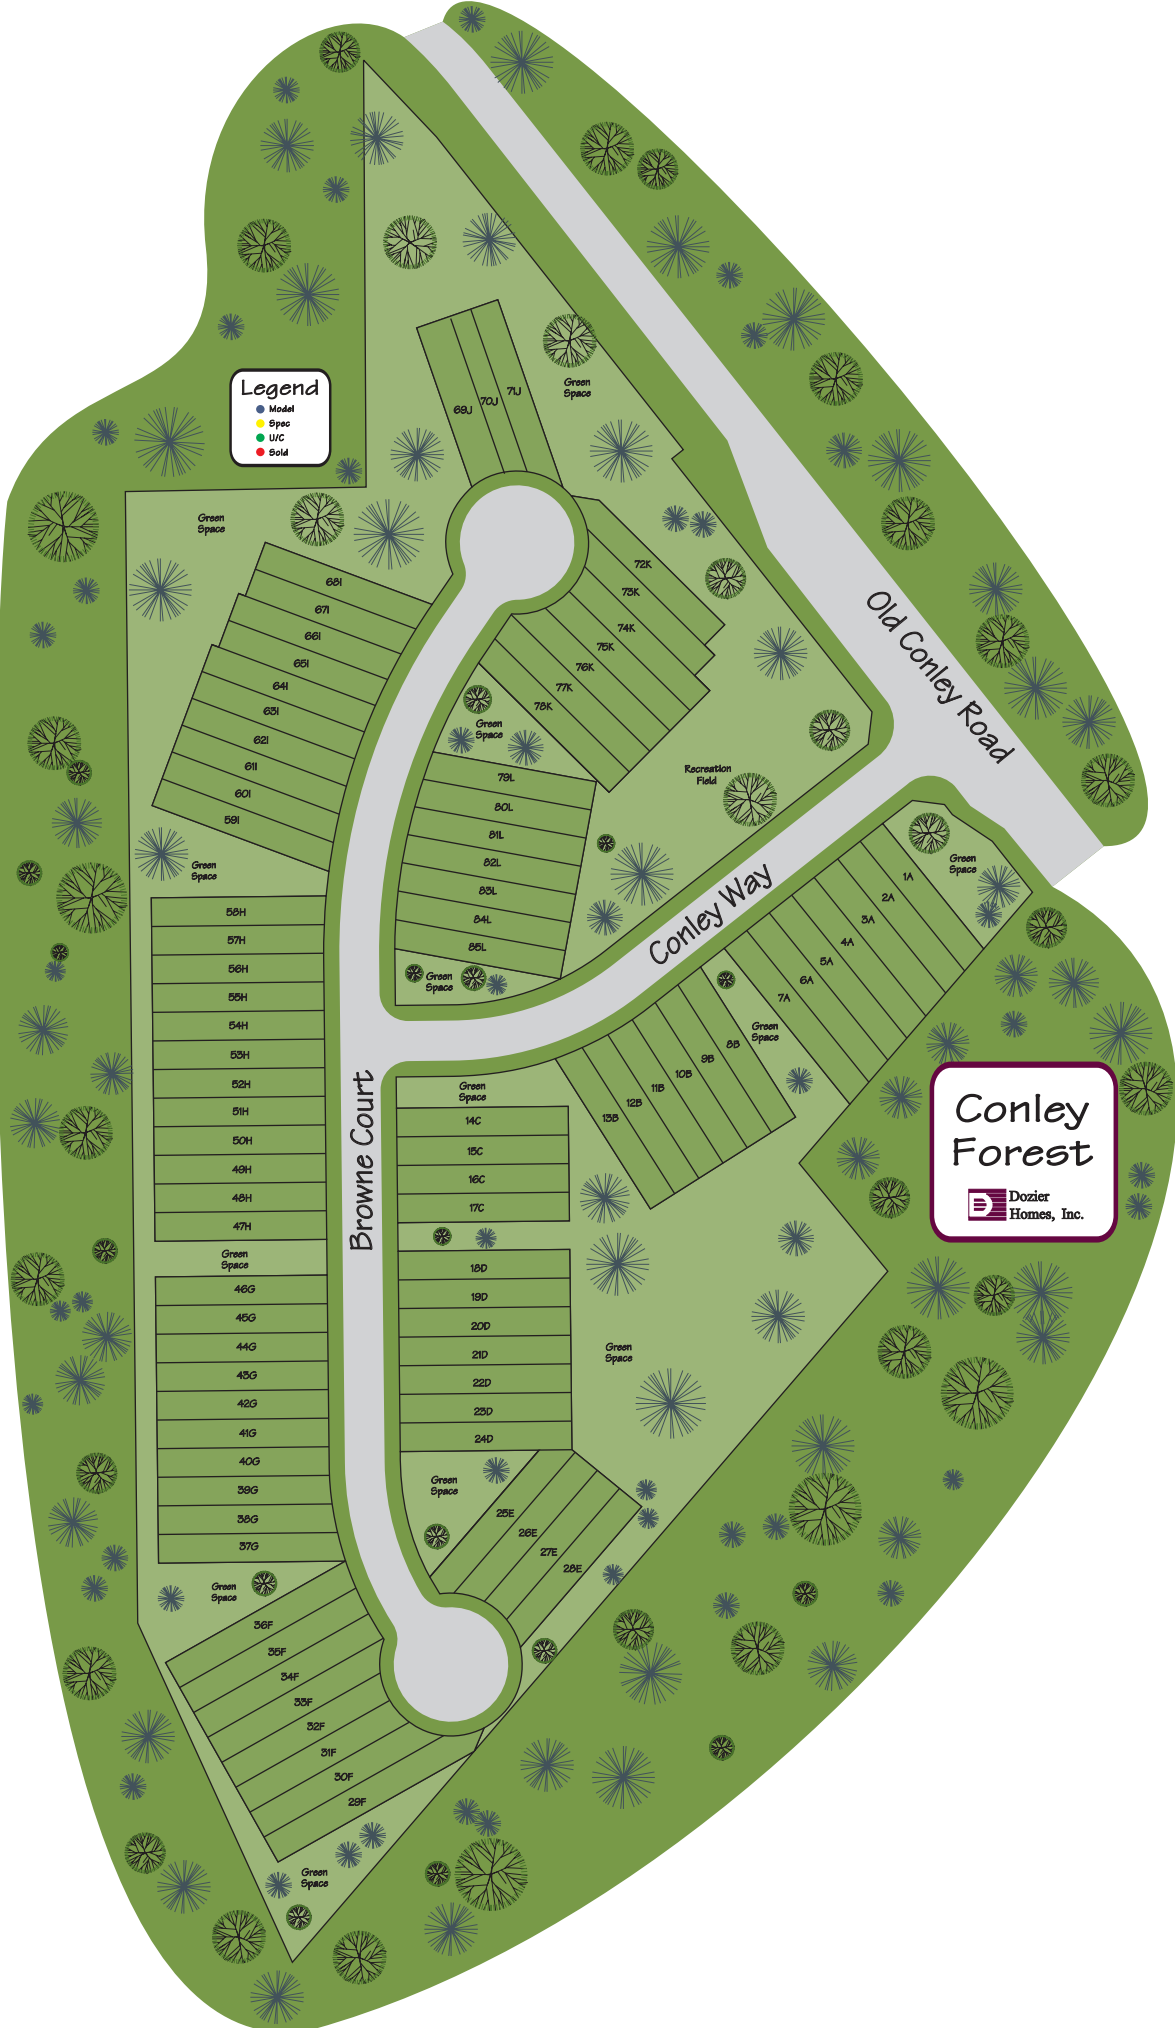 Legend
Model
Spec
U/C
Sold
69J
70J
71J
Green
Space
Green
Space
72K
73K
74K
75K
76K
77K
78K
68I
67I
66I
65I
64I
63I
62I
61I
60I
59I
Old Conley Road
Green
Space
Recreation
Field
79L
80L
81L
82L
83L
84L
85L
Green
Space
Green
Space
Conley Way
Green
Space
1A
2A
3A
4A
5A
6A
7A
Green
Space
8B
9B
10B
11B
12B
13B
58H
57H
56H
55H
54H
53H
52H
51H
50H
49H
48H
47H
Browne Court
Green
Space
14C
15C
16C
17C
Conley
Forest
Dozier
Homes, Inc.
Green
Space
46G
45G
44G
43G
42G
41G
40G
39G
38G
37G
18D
19D
20D
21D
22D
23D
24D
Green
Space
Green
Space
25E
26E
27E
28E
Green
Space
36F
35F
34F
33F
32F
31F
30F
29F
Green
Space